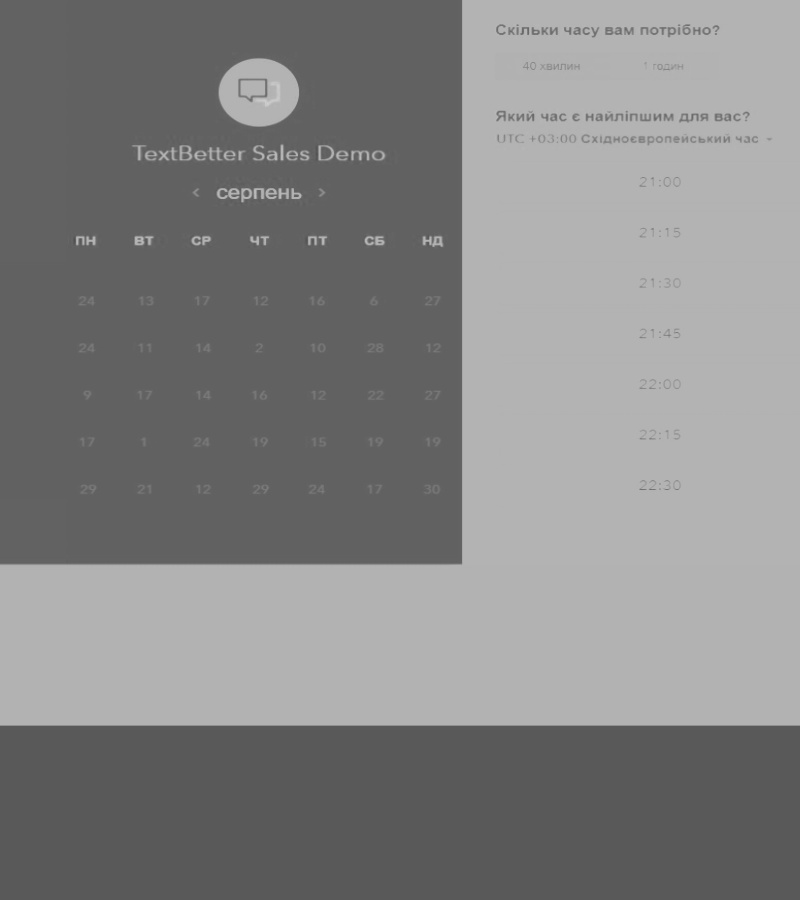 TextBetter Sales Demo
‹ серпень ›
ПН ВТ СР ЧТ ПТ СБ НД
24 13 17 12 16 6 27
24 11 14 2 10 28 12
9 17 14 16 12 22 27
17 1 24 19 15 19 19
29 21 12 29 24 17 30
Скільки часу вам потрібно?
40 хвилин 1 годин
Який час є найліпшим для вас?
UTC +03:00 Східноєвропейський час
21:00
21:15
21:30
21:45
22:00
22:15
22:30